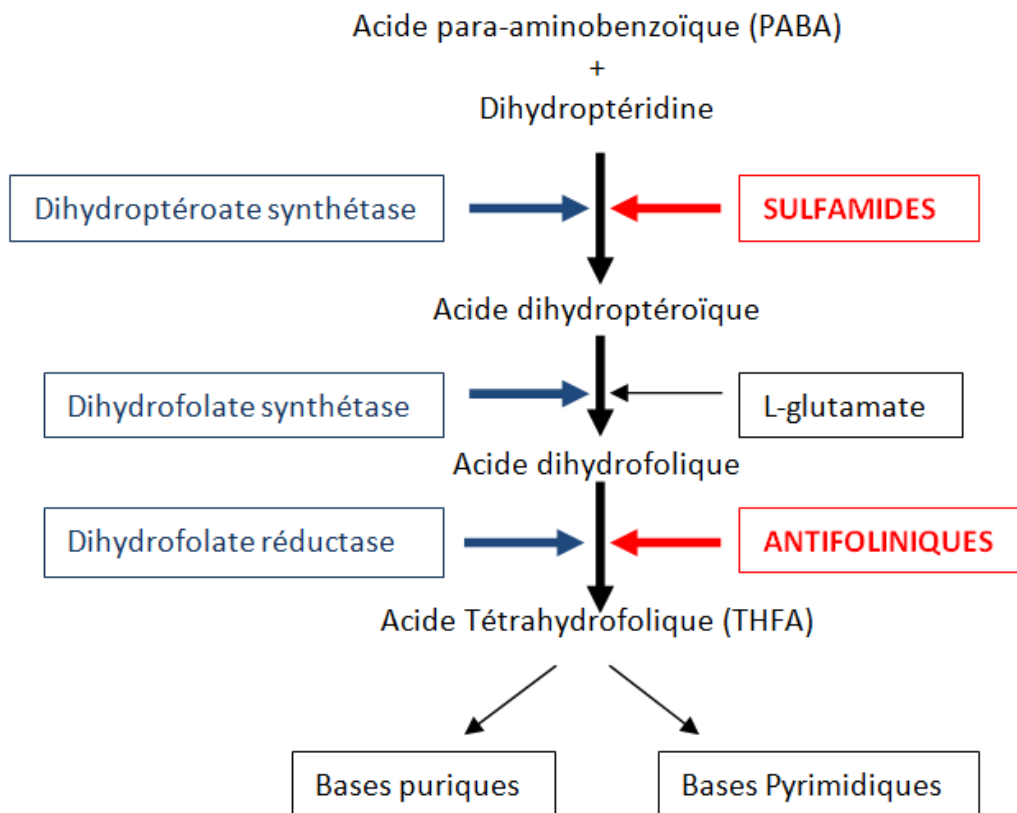 Acide para-aminobenzoïque (PABA)
+
Dihydroptéridine
Dihydroptéroate synthétase
SULFAMIDES
Acide dihydroptéroïque
Dihydrofolate synthétase
L-glutamate
Acide dihydrofolique
Dihydrofolate réductase
ANTIFOLINIQUES
Acide Tétrahydrofolique (THFA)
Bases puriques
Bases Pyrimidiques